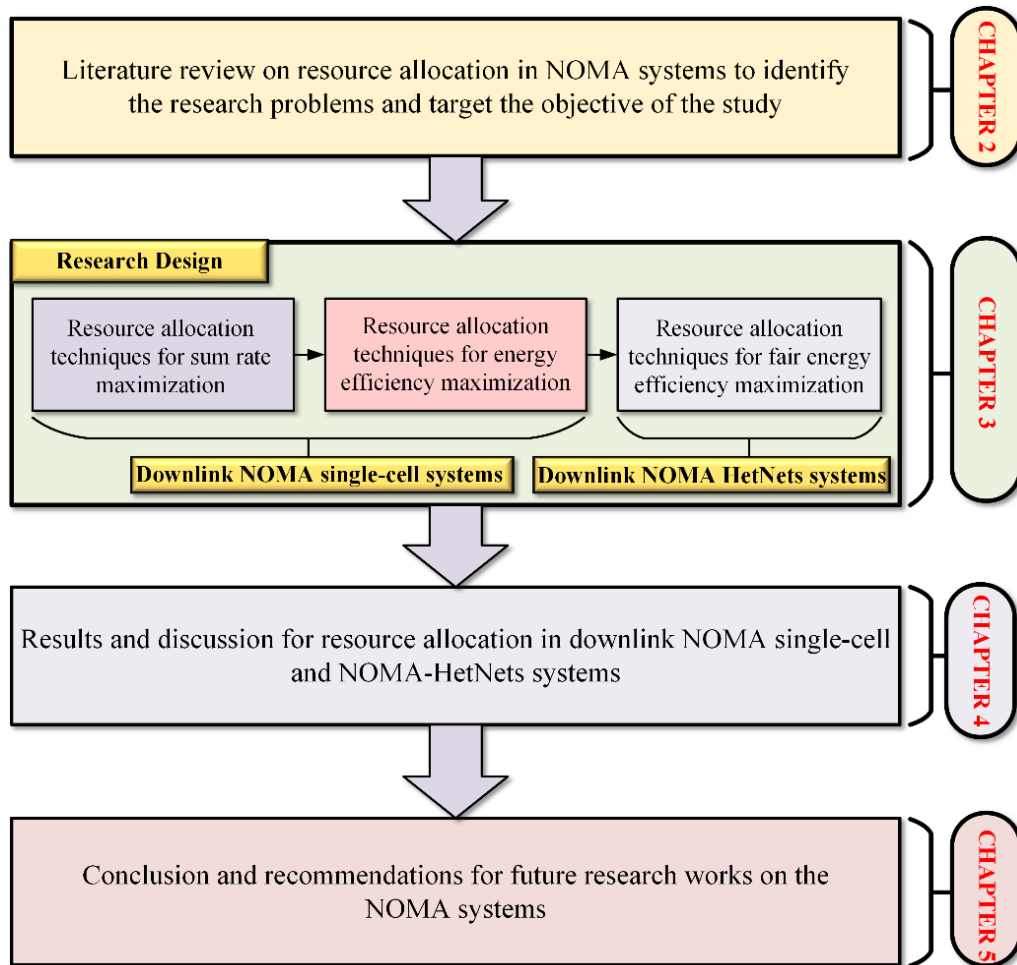 Literature review on resource allocation in NOMA systems to identify
the research problems and target the objective of the study
CHAPTER 2
Research Design
Resource allocation
techniques for sum rate
maximization
Resource allocation
techniques for energy
efficiency maximization
Resource allocation
techniques for fair energy
efficiency maximization
Downlink NOMA single-cell systems
Downlink NOMA HetNets systems
CHAPTER 3
Results and discussion for resource allocation in downlink NOMA single-cell
and NOMA-HetNets systems
CHAPTER 4
Conclusion and recommendations for future research works on the
NOMA systems
CHAPTER 5